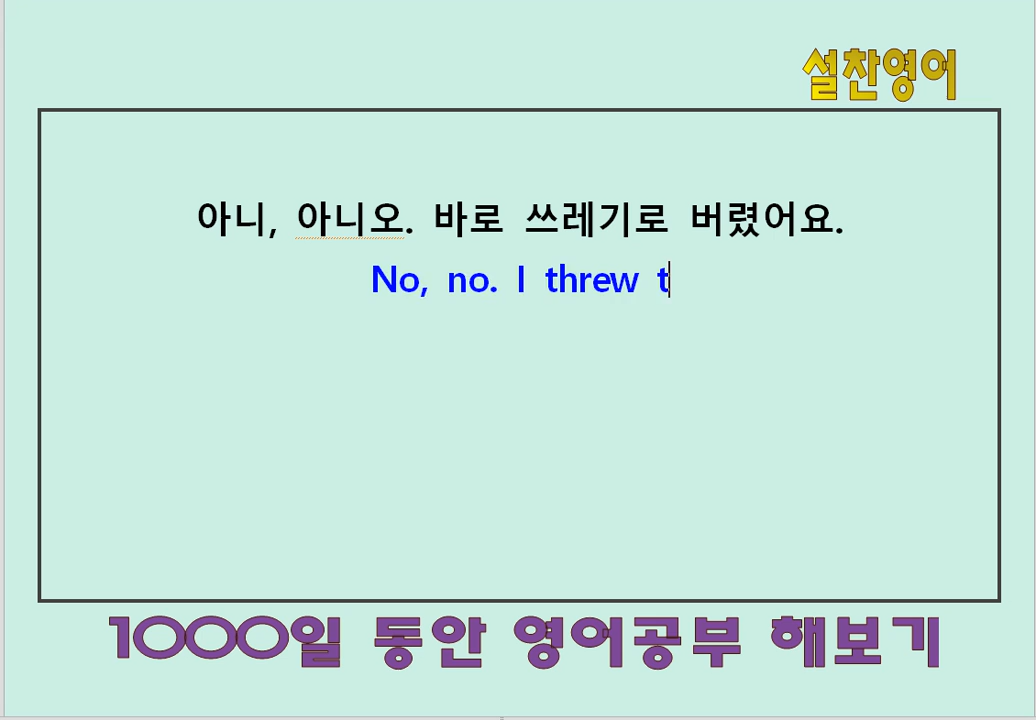 설찬영어
아니, 아니오. 바로 쓰레기로 버렸어요.
No, no. I threw t
1000일 동안 영어공부 해보기